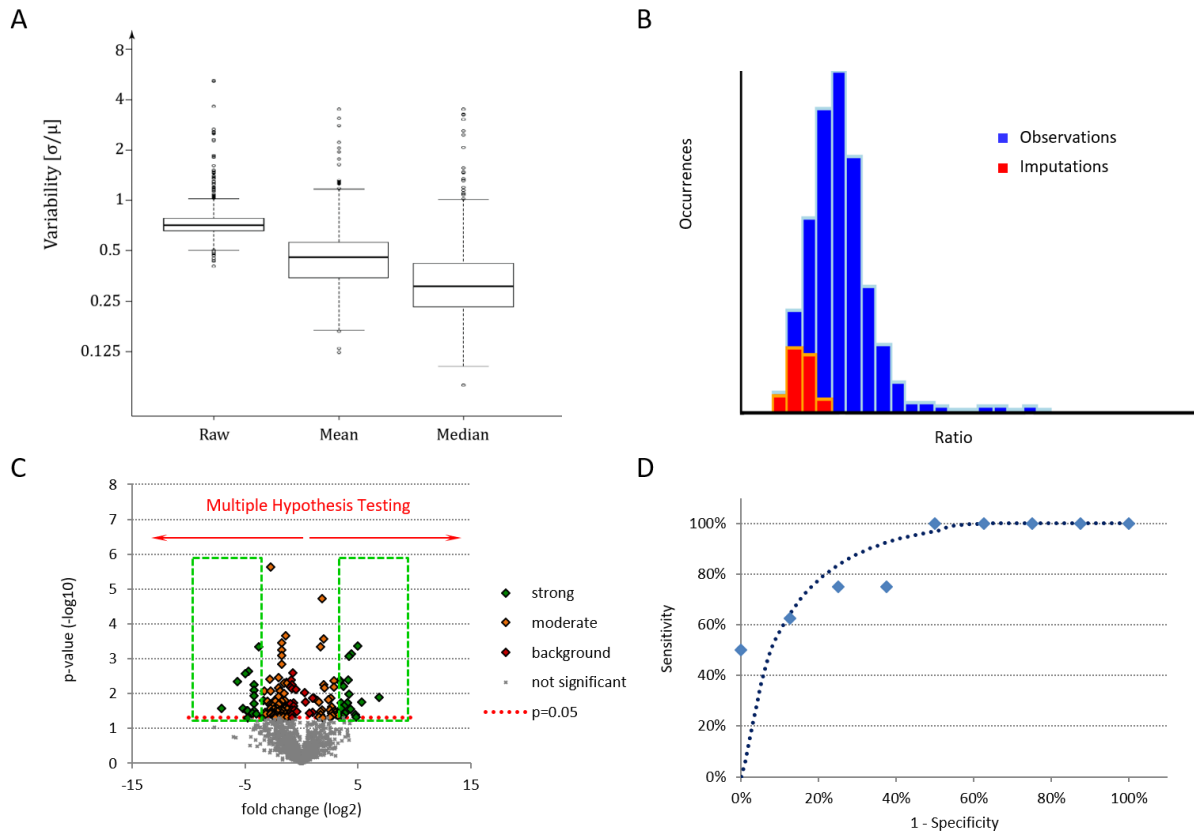 A
8
4
2
1
0.5
0.25
0.125
Variability [σ/μ]
Raw
Mean
Median
B
Occurrences
Observations
Imputations
Ratio
C
8
7
6
5
4
3
2
1
0
p-value (-log10)
Multiple Hypothesis Testing
strong
moderate
background
not significant
p=0.05
-15
-5
5
15
fold change (log2)
D
100%
80%
60%
40%
20%
0%
Sensitivity
0%
20%
40%
60%
80%
100%
1 - Specificity